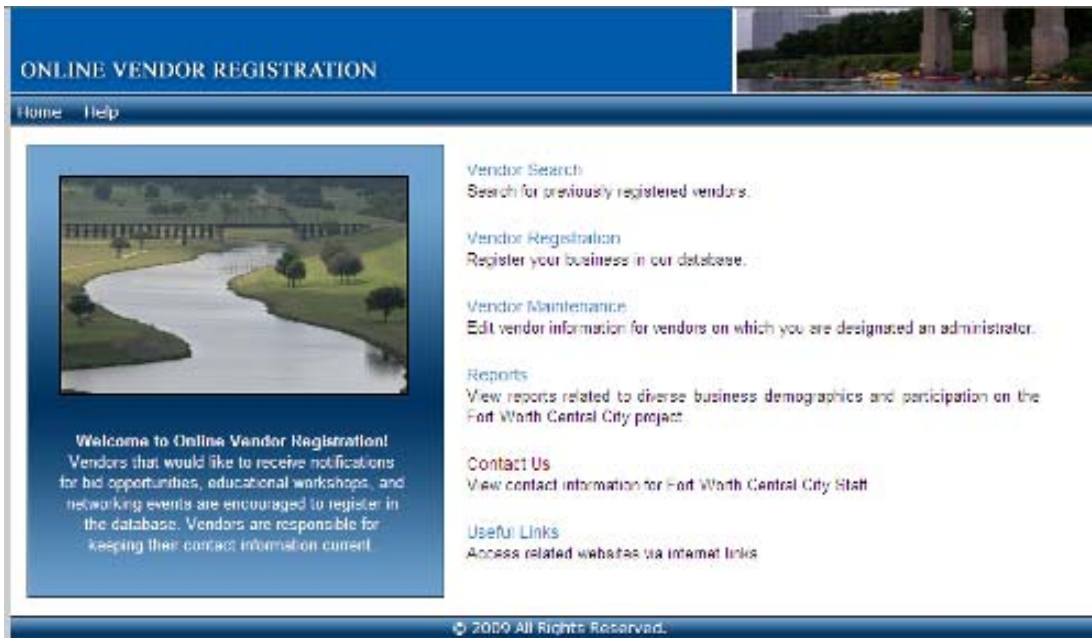 ONLINE VENDOR REGISTRATION
Home Help
Welcome to Online Vendor Registration!
Vendors that would like to receive notifications
for bid opportunities, educational workshops, and
networking events are encouraged to register in
the database. Vendors are responsible for
keeping their contact information current.
Vendor Search
Search for previously registered vendors.
Vendor Registration
Register your business in our database.
Vendor Maintenance
Edit vendor information for vendors on which you are designated an administrator.
Reports
View reports related to diverse business demographics and participation on the
Fort Worth Central City project
Contact Us
View contact information for Fort Worth Central City Staff
Useful Links
Access related websites via internet links
© 2009 All Rights Reserved.